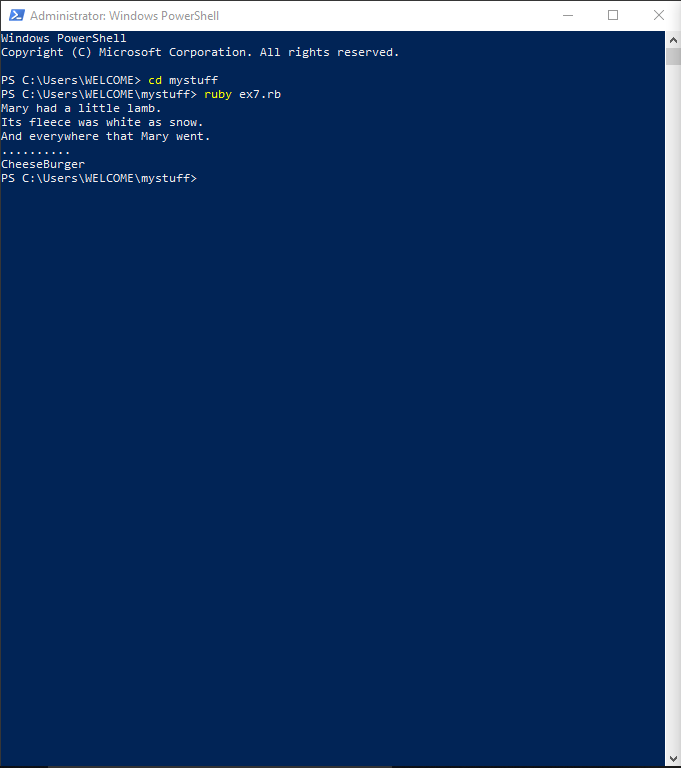 Administrator: Windows PowerShell
Windows PowerShell
Copyright (C) Microsoft Corporation. All rights reserved.
PS C:\Users\WELCOME> cd mystuff
PS C:\Users\WELCOME\mystuff> ruby ex7.rb
Mary had a little lamb.
Its fleece was white as snow.
And everywhere that Mary went.
..........
CheeseBurger
PS C:\Users\WELCOME\mystuff>